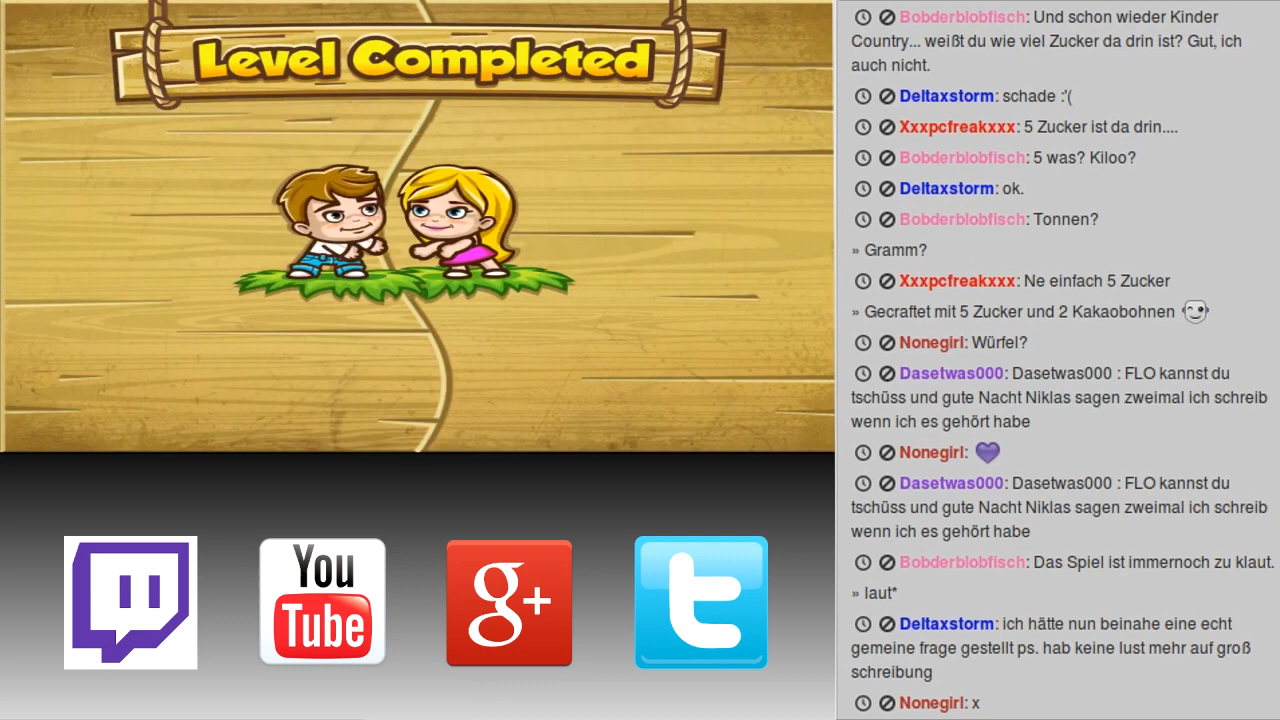 Level Completed
You
Tube
g+
t
Bobderblobfisch: Und schon wieder Kinder
Country... weißt du wie viel Zucker da drin ist? Gut, ich
auch nicht.
Deltaxstorm: schade :'(
Xxxpcfreakxxx: 5 Zucker ist da drin....
Bobderblobfisch: 5 was? Kiloo?
Deltaxstorm: ok.
Bobderblobfisch: Tonnen?
» Gramm?
Xxxpcfreakxxx: Ne einfach 5 Zucker
» Gecraftet mit 5 Zucker und 2 Kakaobohnen
Nonegirl: Würfel?
Dasetwas000: Dasetwas000 : FLO kannst du
tschüss und gute Nacht Niklas sagen zweimal ich schreib
wenn ich es gehört habe
Nonegirl:
Dasetwas000: Dasetwas000 : FLO kannst du
tschüss und gute Nacht Niklas sagen zweimal ich schreib
wenn ich es gehört habe
Bobderblobfisch: Das Spiel ist immernoch zu klaut.
» laut*
Deltaxstorm: ich hätte nun beinahe eine echt
gemeine frage gestellt ps. hab keine lust mehr auf groß
schreibung
Nonegirl: x